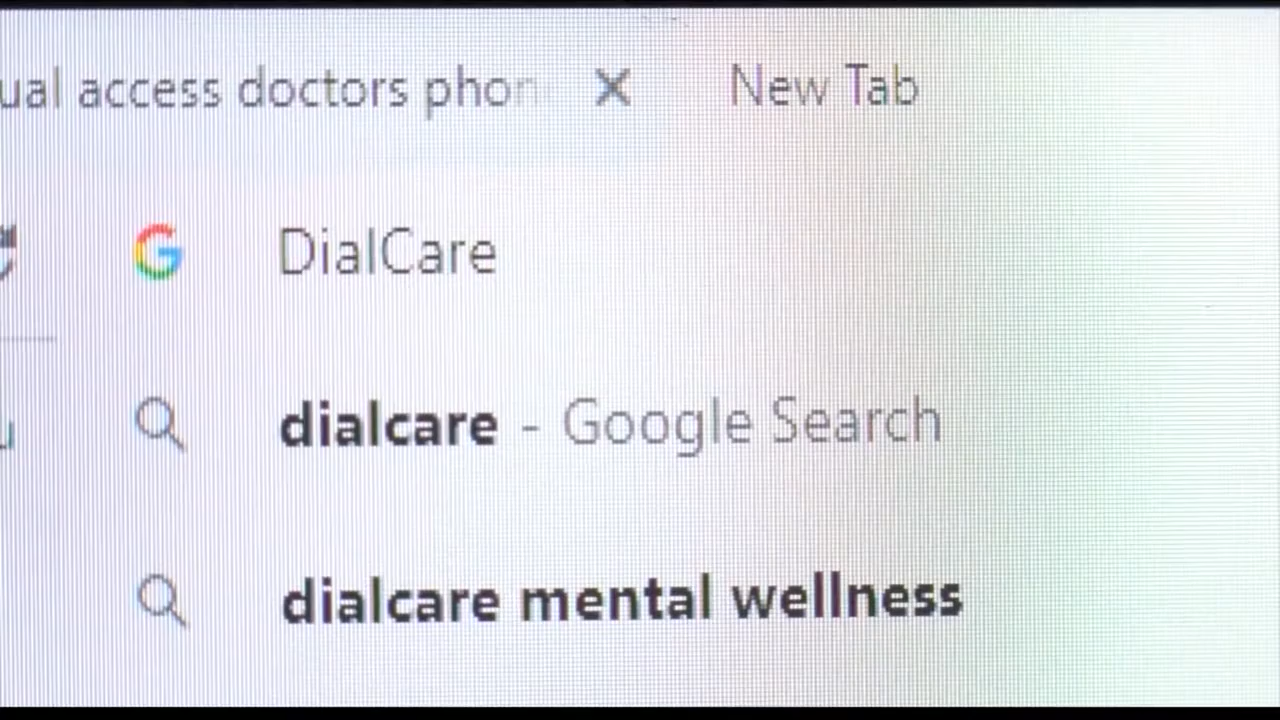 ual access doctors phon
New Tab
DialCare
dialcare - Google Search
dialcare mental wellness